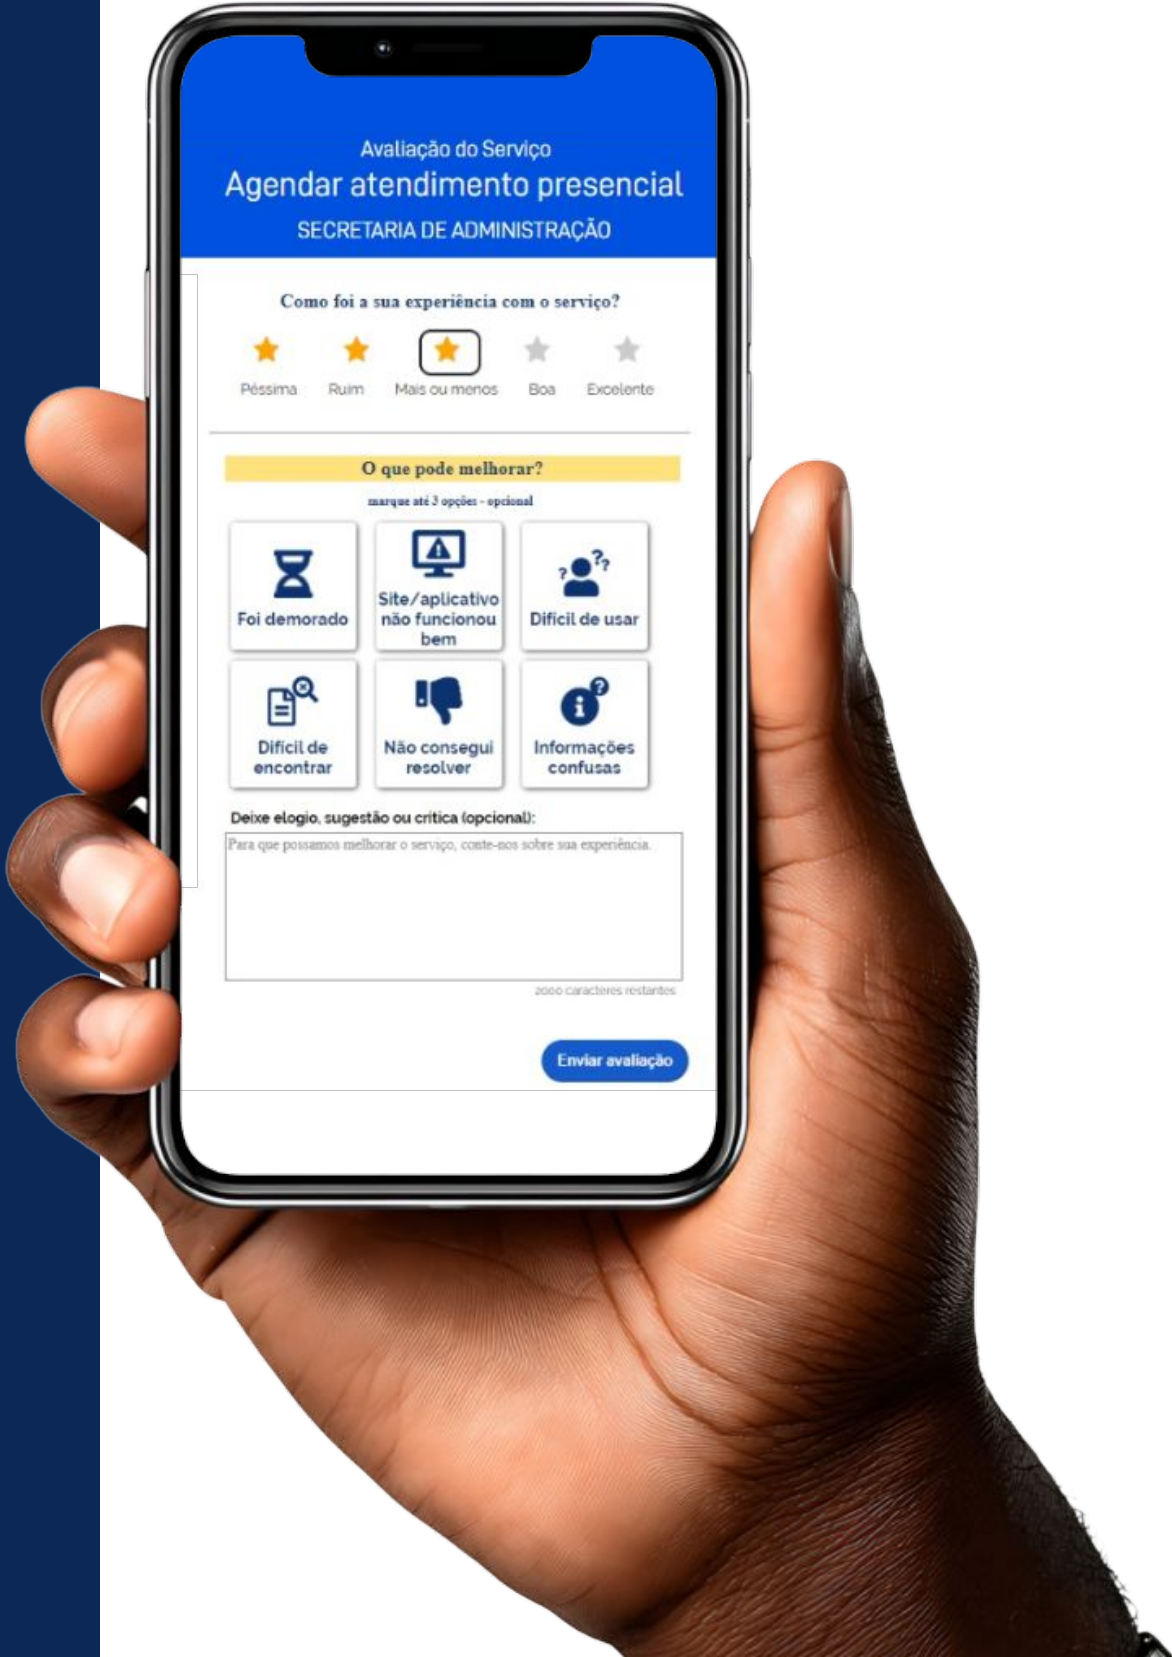 Avaliação do Serviço
Agendar atendimento presencial
SECRETARIA DE ADMINISTRAÇÃO
Como foi a sua experiência com o serviço?
Péssima Ruim Mais ou menos Boa Excelente
O que pode melhorar?
marque até 3 opções - opcional
Foi demorado
Site/aplicativo
não funcionou
bem
Difícil de usar
Difícil de
encontrar
Não consegui
resolver
Informações
confusas
Deixe elogio, sugestão ou crítica (opcional):
Para que possamos melhorar o serviço, conte-nos sobre sua experiência.
2000 caracteres restantes
Enviar avaliação